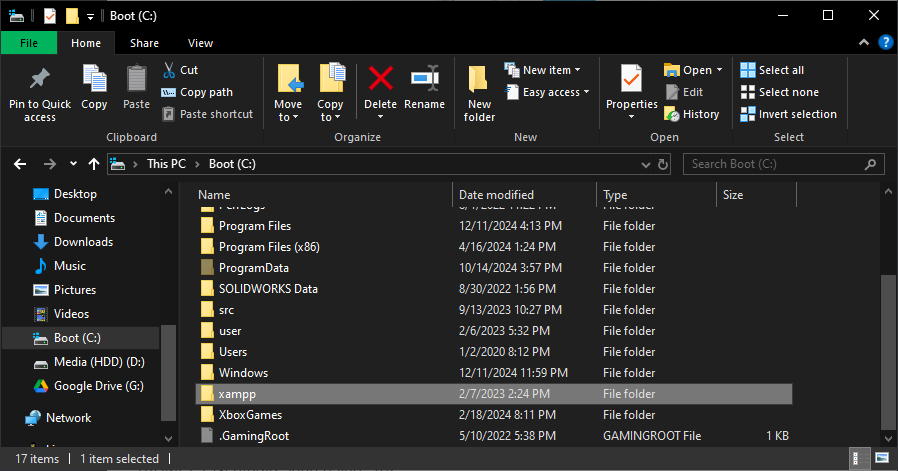 Boot (C:)
File Home Share View
Pin to Quick access
Copy
Paste
Cut
Copy path
Paste shortcut
Clipboard
Move to
Copy to
Delete
Rename
Organize
New folder
New item
Easy access
New
Properties
Open
Edit
History
Open
Select all
Select none
Invert selection
Select
This PC > Boot (C:)
Search Boot (C:)
Desktop
Documents
Downloads
Music
Pictures
Videos
Boot (C:)
Media (HDD) (D:)
Google Drive (G:)
Network
Name Date modified Type Size
File folder
Program Files 12/11/2024 4:13 PM File folder
Program Files (x86) 4/16/2024 1:24 PM File folder
ProgramData 10/14/2024 3:57 PM File folder
SOLIDWORKS Data 8/30/2022 1:56 PM File folder
src 9/13/2023 10:27 PM File folder
user 2/6/2023 5:32 PM File folder
Users 1/2/2020 8:12 PM File folder
Windows 12/11/2024 11:59 PM File folder
xampp 2/7/2023 2:24 PM File folder
XboxGames 2/18/2024 8:11 PM File folder
.GamingRoot 5/10/2022 5:38 PM GAMINGROOT File 1 KB
17 items 1 item selected